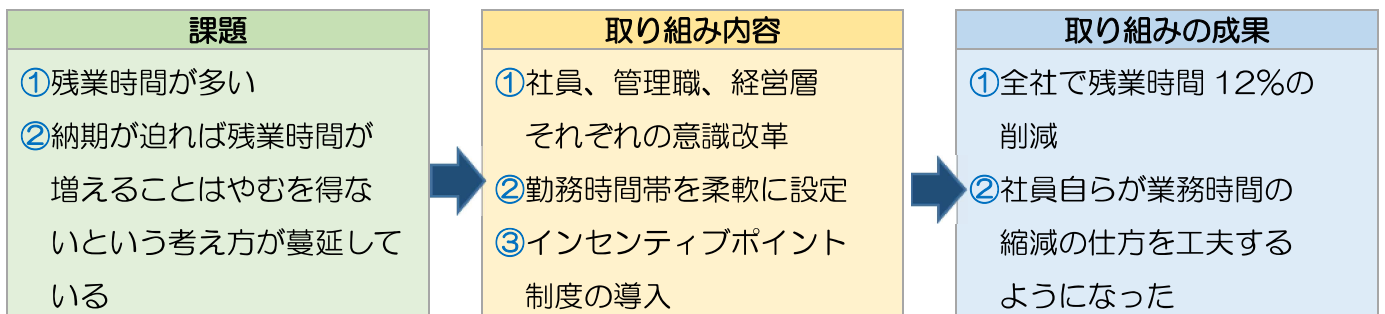 課題
①残業時間が多い
②納期が迫れば残業時間が
増えることはやむを得な
いという考え方が蔓延して
いる
取り組み内容
①社員、管理職、経営層
それぞれの意識改革
②勤務時間帯を柔軟に設定
③インセンティブポイント
制度の導入
取り組みの成果
①全社で残業時間 12%の
削減
②社員自らが業務時間の
縮減の仕方を工夫する
ようになった